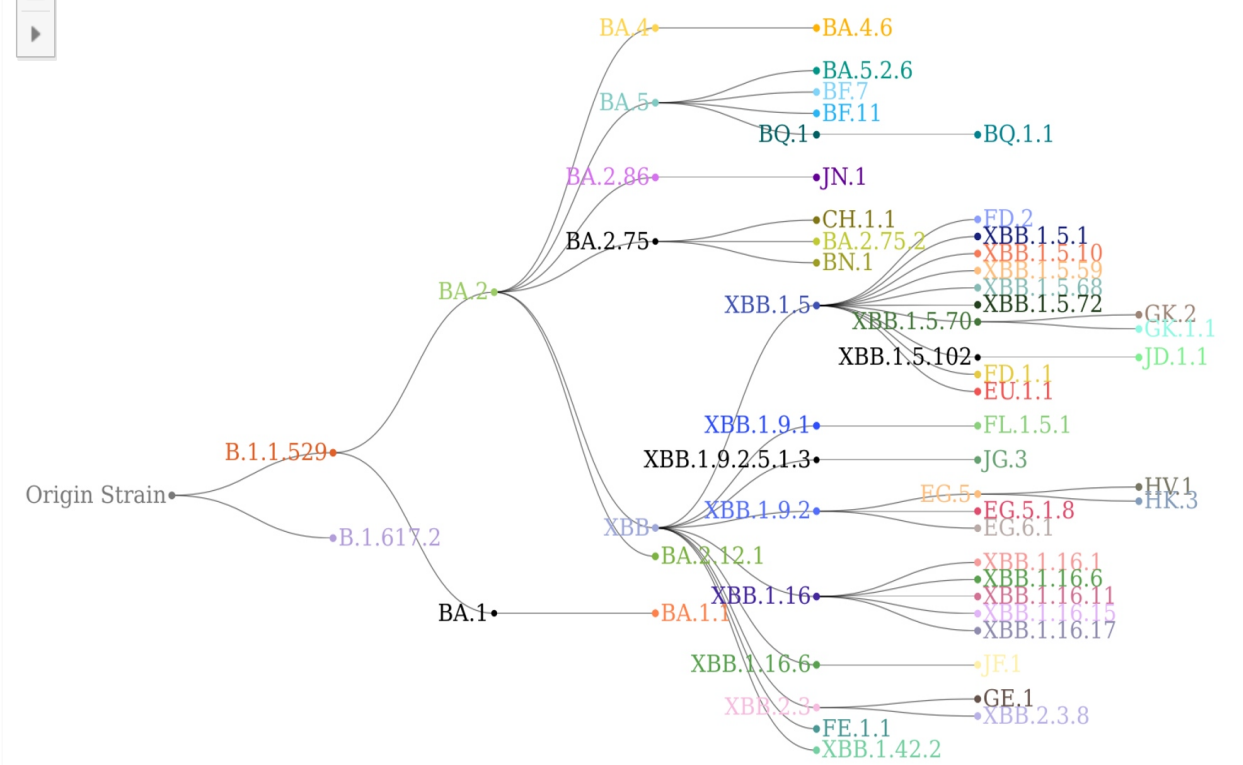 BA.4
BA.4.6
BA.5
BA.5.2.6
BF.7
BF.11
BQ.1
BQ.1.1
BA.2.86
JN.1
BA.2.75
CH.1.1
BA.2.75.2
BN.1
BA.2
XBB.1.5
FD.2
XBB.1.5.1
XBB.1.5.10
XBB.1.5.59
XBB.1.5.68
XBB.1.5.72
XBB.1.5.70
GK.2
GK.1.1
XBB.1.5.102
JD.1.1
FD.1.1
EU.1.1
XBB.1.9.1
FL.1.5.1
XBB.1.9.2.5.1.3
JG.3
B.1.1.529
Origin Strain
B.1.617.2
XBB
XBB.1.9.2
EG.5
HV.1
HK.3
EG.5.1.8
EG.6.1
BA.2.12.1
XBB.1.16
XBB.1.16.1
XBB.1.16.6
XBB.1.16.11
XBB.1.16.15
XBB.1.16.17
BA.1
BA.1.1
XBB.1.16.6
JF.1
XBB.2.3
GE.1
XBB.2.3.8
FE.1.1
XBB.1.42.2